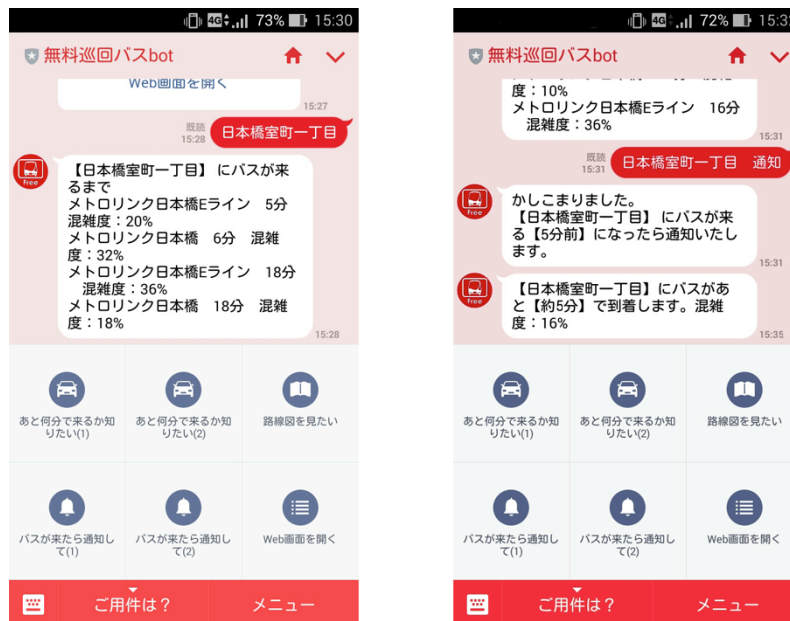 4G 73% 15:30
無料巡回バスbot
Web画面を開く
15:27
既読
15:28
日本橋室町一丁目
Free
【日本橋室町一丁目】にバスが来
るまで
メトロリンク日本橋Eライン 5分
混雑度：20%
メトロリンク日本橋 6分 混雑
度：32%
メトロリンク日本橋Eライン 18分
混雑度：36%
メトロリンク日本橋 18分 混雑
度：18%
15:28
あと何分で来るか知
りたい(1)
あと何分で来るか知
りたい(2)
路線図を見たい
バスが来たら通知し
て(1)
バスが来たら通知し
て(2)
Web画面を開く
ご用件は？
メニュー
4G 72%
無料巡回バスbot
度：10%
メトロリンク日本橋Eライン 16分
混雑度：36%
15:31
既読
15:31
日本橋室町一丁目 通知
Free
かしこまりました。
【日本橋室町一丁目】にバスが来
る【5分前】になったら通知いたし
ます。
15:31
Free
【日本橋室町一丁目】にバスがあ
と【約5分】で到着します。混雑
度：16%
15:35
あと何分で来るか知
りたい(1)
あと何分で来るか知
りたい(2)
路線図を見たい
バスが来たら通知し
て(1)
バスが来たら通知し
て(2)
Web画面を開く
ご用件は？
メニュー